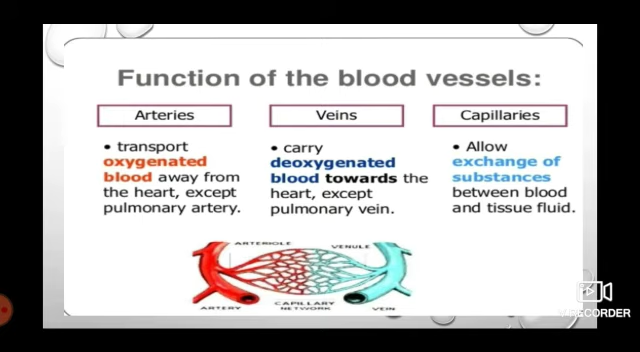 Function of the blood vessels:
Arteries
• transport
oxygenated
blood away from
the heart, except
pulmonary artery.
Veins
• carry
deoxygenated
blood towards the
heart, except
pulmonary vein.
Capillaries
• Allow
exchange of
substances
between blood
and tissue fluid.
ARTERIOLE
VENULE
ARTERY
CAPILLARY
NETWORK
VEIN
RECORDER